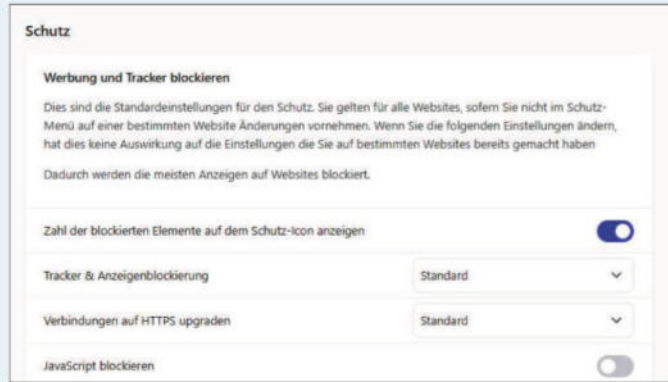 Schutz
Werbung und Tracker blockieren
Dies sind die Standardeinstellungen für den Schutz. Sie gelten für alle Websites, sofern Sie nicht im Schutz-
Menü auf einer bestimmten Website Änderungen vornehmen. Wenn Sie die folgenden Einstellungen ändern,
hat dies keine Auswirkung auf die Einstellungen die Sie auf bestimmten Websites bereits gemacht haben
Dadurch werden die meisten Anzeigen auf Websites blockiert.
Zahl der blockierten Elemente auf dem Schutz-Icon anzeigen
Tracker & Anzeigenblockierung Standard
Verbindungen auf HTTPS upgraden Standard
JavaScript blockieren